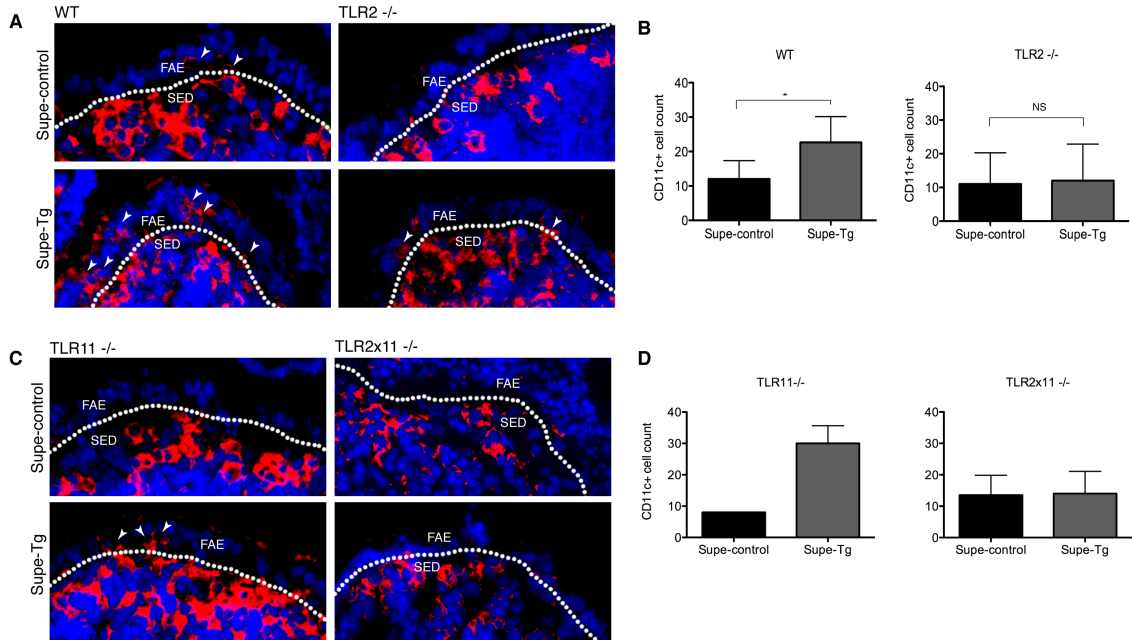 A
WT
TLR2 -/-
Supe-control
FAE
SED
FAE
SED
Supe-Tg
FAE
SED
FAE
SED
B
WT
CD11c+ cell count
40
30
20
10
0
*
Supe-control
Supe-Tg
TLR2 -/-
CD11c+ cell count
40
30
20
10
0
NS
Supe-control
Supe-Tg
C
TLR11 -/-
TLR2x11 -/-
Supe-control
FAE
SED
FAE
SED
Supe-Tg
FAE
FAE
SED
D
TLR11-/-
CD11c+ cell count
40
30
20
10
0
Supe-control
Supe-Tg
TLR2x11 -/-
40
30
20
10
0
Supe-control
Supe-Tg